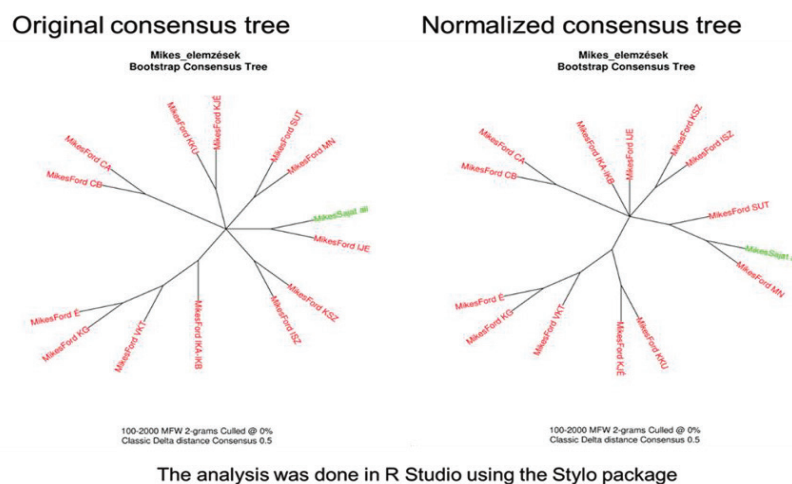 Original consensus tree
Mikes_elemzések
Bootstrap Consensus Tree
MikesFord KKU
MikesFord KJÉ
MikesFord SUT
MikesFord MN
MikesFord CA
MikesFord CB
MikesSajat
MikesFord IJE
MikesFord KSZ
MikesFord ISZ
MikesFord IKA-IKB
MikesFord VKT
MikesFord KG
MikesFord É
100-2000 MFW 2-grams Culled @ 0%
Classic Delta distance Consensus 0.5
Normalized consensus tree
Mikes_elemzések
Bootstrap Consensus Tree
MikesFord IKA-IKB
MikesFord IJE
MikesFord KSZ
MikesFord ISZ
MikesFord CA
MikesFord CB
MikesFord SUT
MikesSajat
MikesFord MN
MikesFord KKU
MikesFord KJÉ
MikesFord VKT
MikesFord KG
MikesFord É
100-2000 MFW 2-grams Culled @ 0%
Classic Delta distance Consensus 0.5
The analysis was done in R Studio using the Stylo package